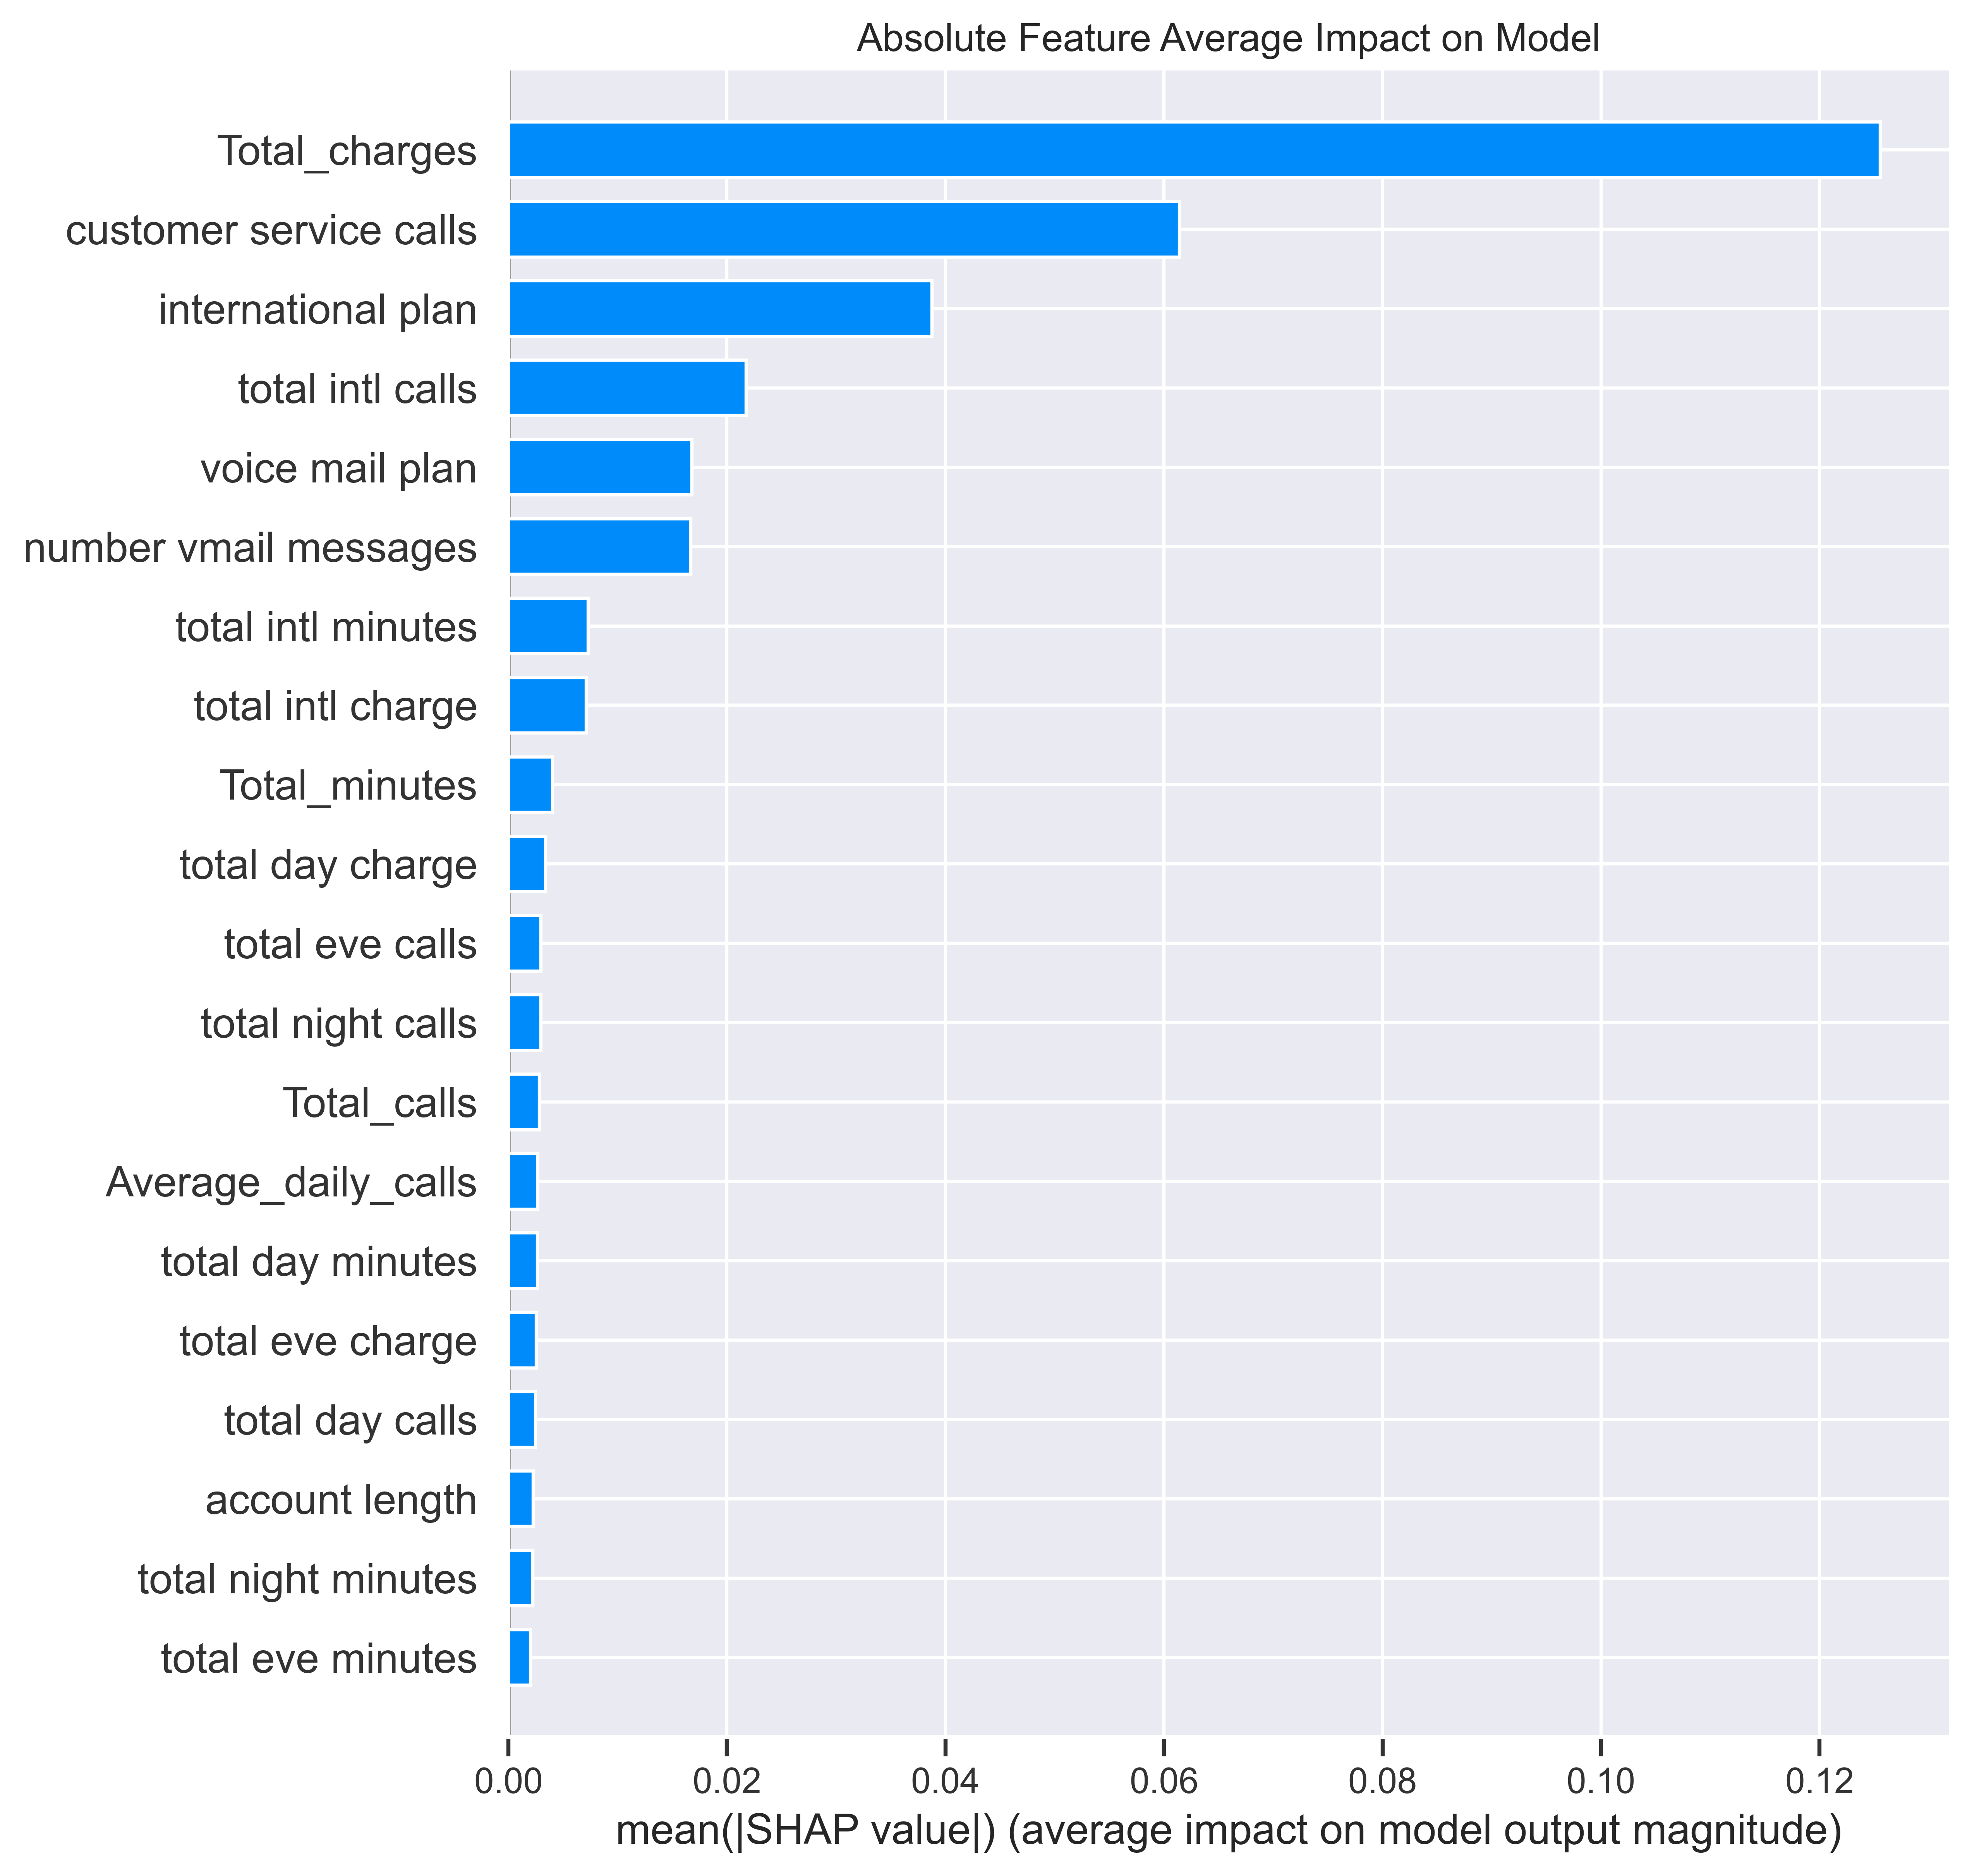 Absolute Feature Average Impact on Model
Total_charges
customer service calls
international plan
total intl calls
voice mail plan
number vmail messages
total intl minutes
total intl charge
Total_minutes
total day charge
total eve calls
total night calls
Total_calls
Average_daily_calls
total day minutes
total eve charge
total day calls
account length
total night minutes
total eve minutes
0.00 0.02 0.04 0.06 0.08 0.10 0.12
mean(|SHAP value|) (average impact on model output magnitude)